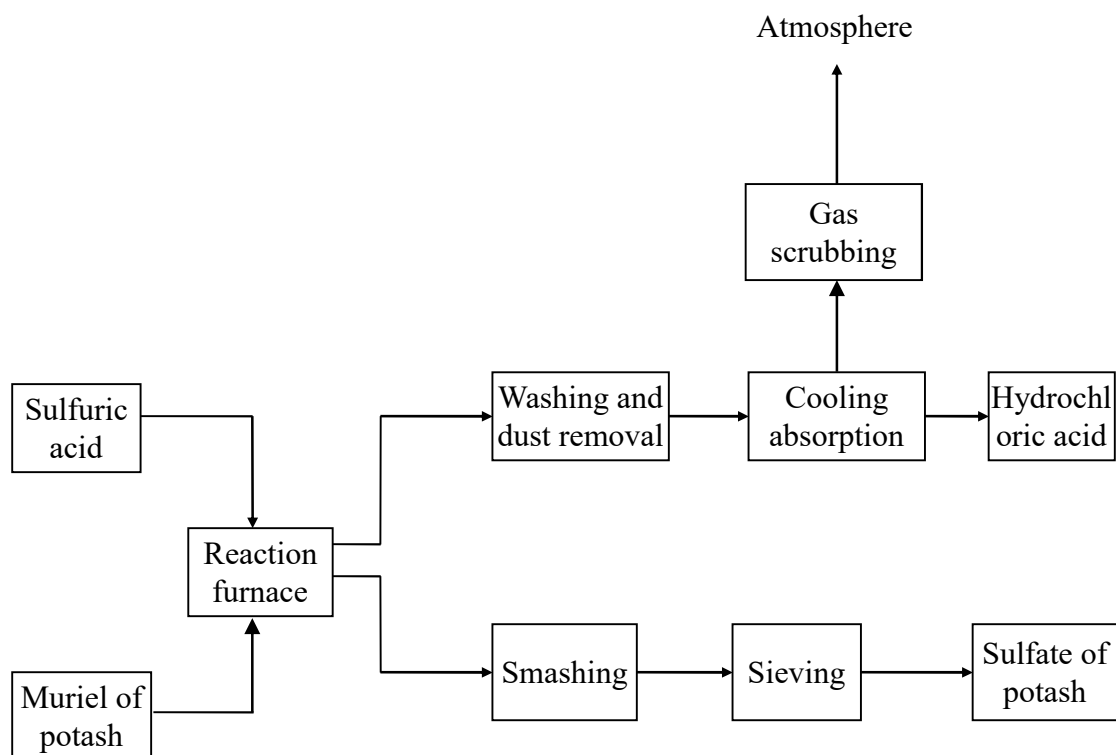 Atmosphere
Gas
scrubbing
Sulfuric
acid
Washing and
dust removal
Cooling
absorption
Hydrochl
oric acid
Reaction
furnace
Muriel of
potash
Smashing
Sieving
Sulfate of
potash